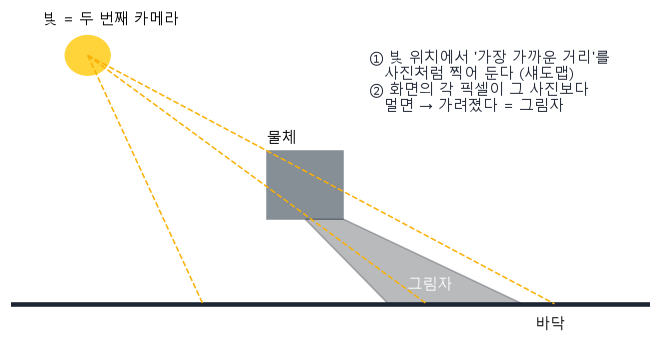 빛 = 두 번째 카메라
① 빛 위치에서 '가장 가까운 거리'를
사진처럼 찍어 둔다 (섀도맵)
② 화면의 각 픽셀이 그 사진보다
멀면 → 가려졌다 = 그림자
물체
그림자
바닥